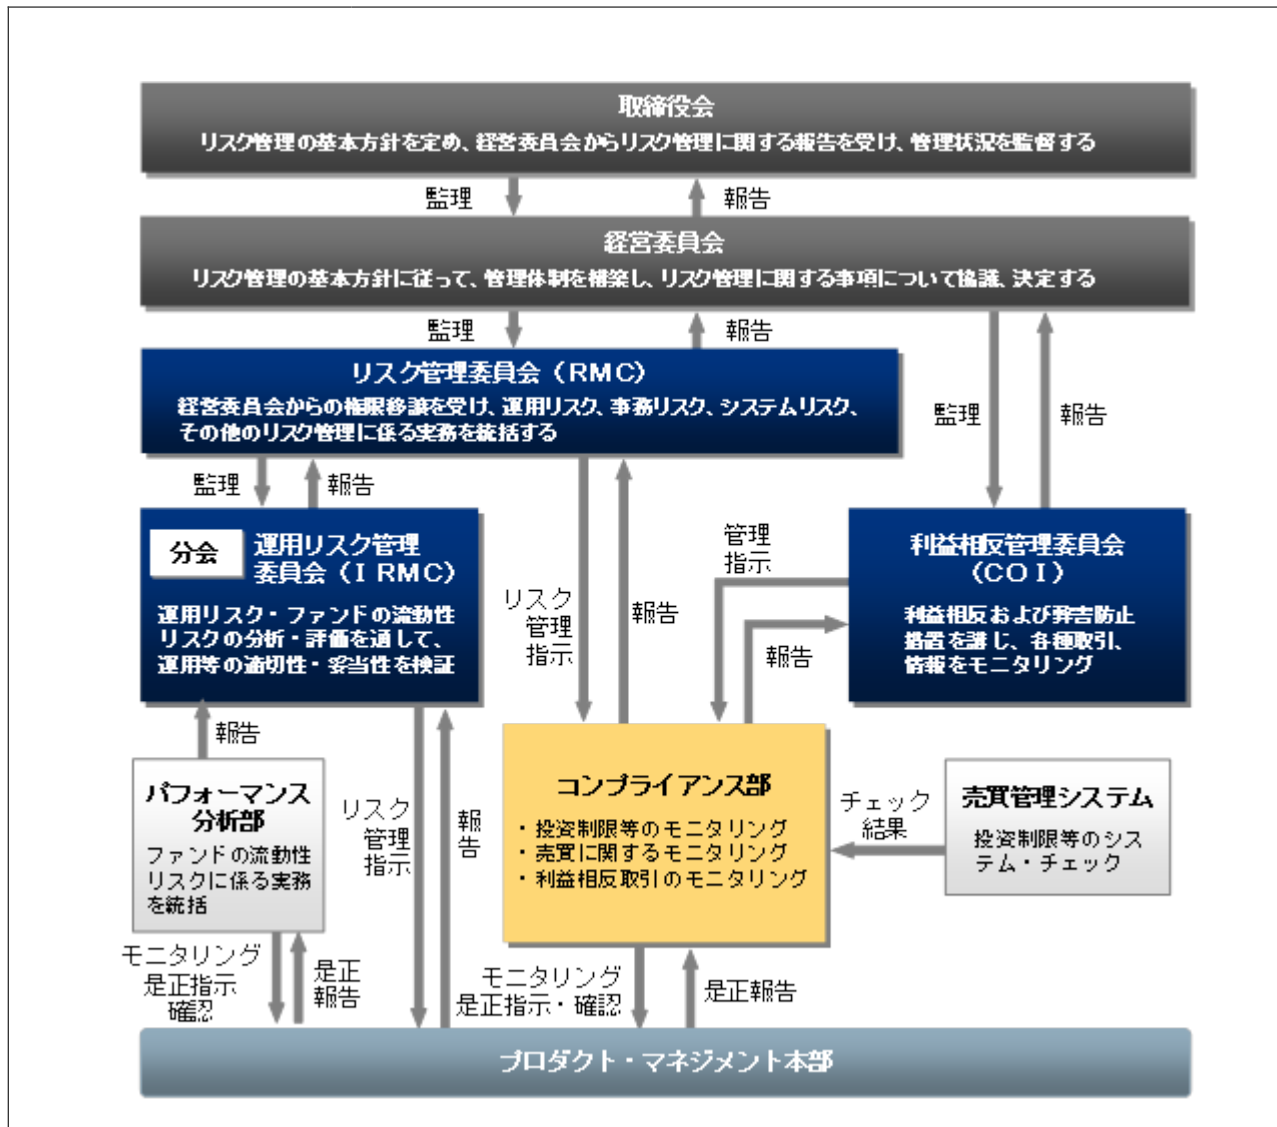 取締役会
リスク管理の基本方針を定め、経営委員会からリスク管理に関する報告を受け、管理状況を監督する
監理
報告
経営委員会
リスク管理の基本方針に従って、管理体制を構築し、リスク管理に関する事項について協議、決定する
監理
報告
リスク管理委員会（RMC）
経営委員会からの権限移譲を受け、運用リスク、事務リスク、システムリスク、
その他のリスク管理に係る実務を統括する
監理
報告
監理
報告
分会
運用リスク管理
委員会（IRMC）
運用リスク・ファンドの流動性
リスクの分析・評価を通して、
運用等の適切性・妥当性を検証
リスク
管理
指示
報告
管理
指示
報告
利益相反管理委員会
（COI）
利益相反および弊害防止
措置を講じ、各種取引、
情報をモニタリング
報告
パフォーマンス
分析部
ファンドの流動性
リスクに係る実務
を統括
リスク
管理
指示
報
告
コンプライアンス部
・投資制限等のモニタリング
・売買に関するモニタリング
・利益相反取引のモニタリング
チェック
結果
売買管理システム
投資制限等のシス
テム・チェック
モニタリング
是正指示
確認
是正
報告
モニタリング
是正指示・確認
是正報告
プロダクト・マネジメント本部